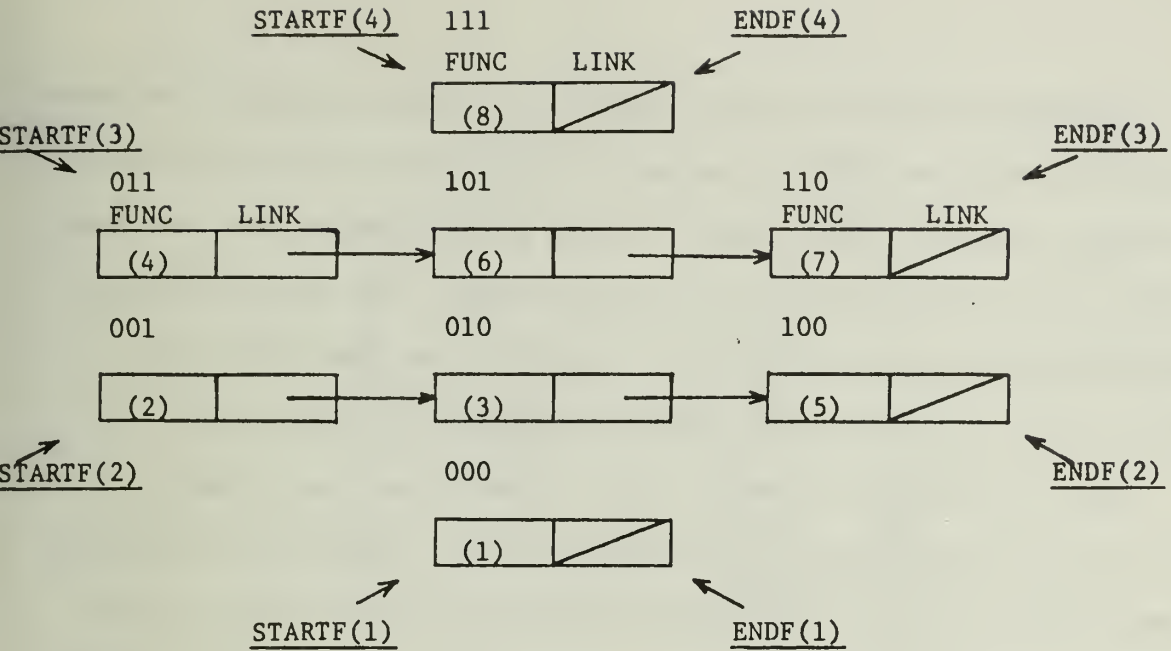 STARTF(4) 111 ENDF(4)
FUNC LINK
(8)
STARTF(3) ENDF(3)
011 101 110
FUNC LINK FUNC LINK
(4) (6) (7)
001 010 100
(2) (3) (5)
STARTF(2) 000 ENDF(2)
(1)
STARTF(1) ENDF(1)